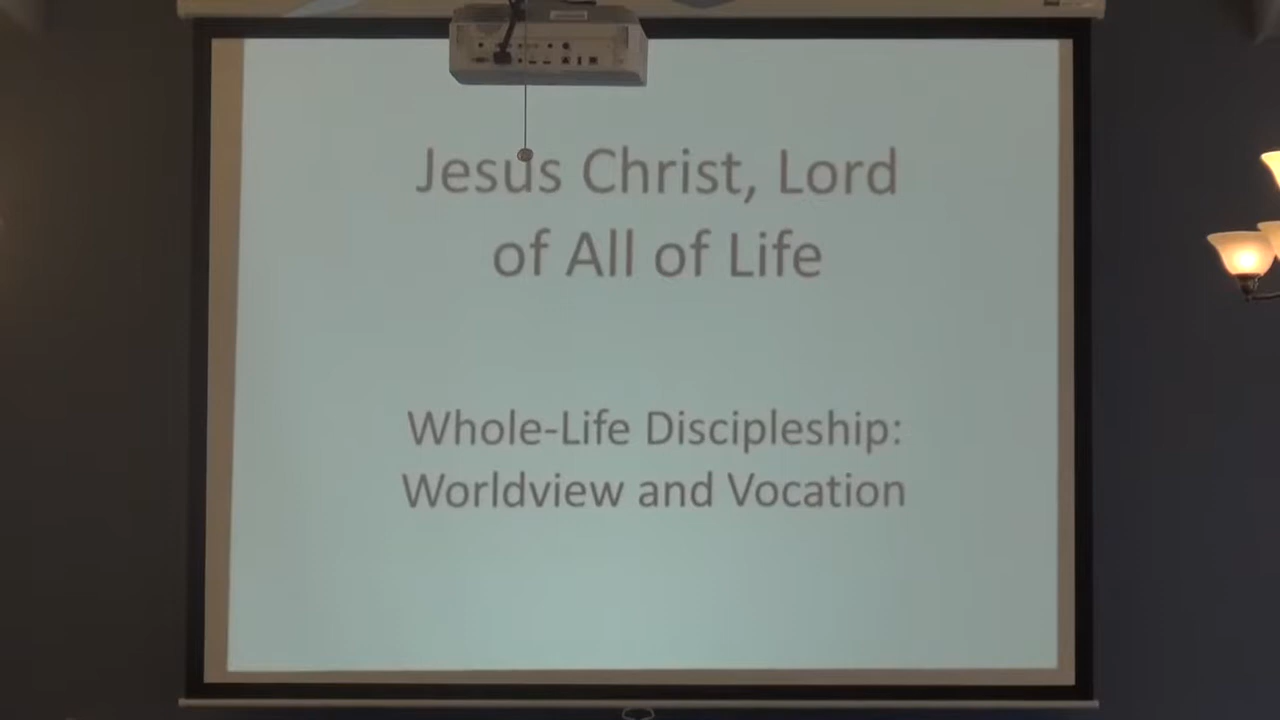 Jesus Christ, Lord
of All of Life
Whole-Life Discipleship:
Worldview and Vocation